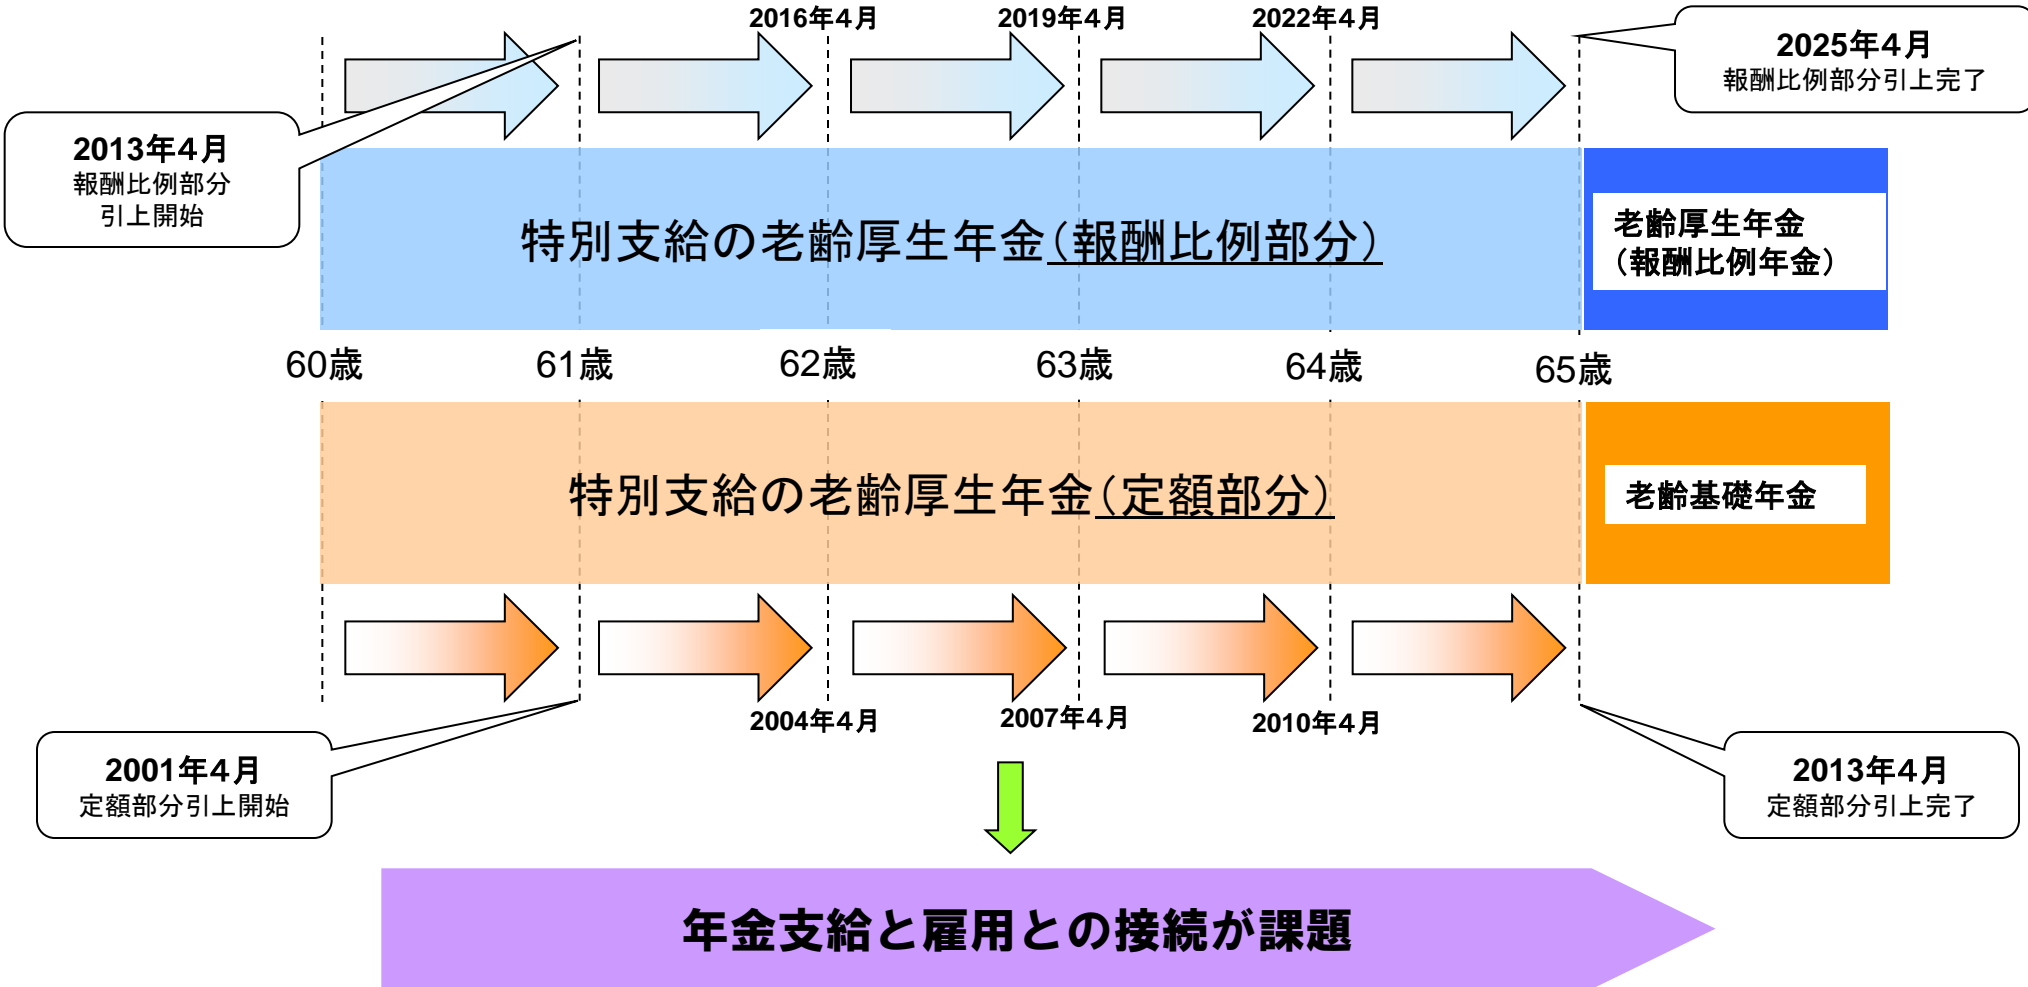 2016年４月
2019年４月
2022年４月
2025年４月
報酬比例部分引上完了
2013年４月
報酬比例部分
引上開始
特別支給の老齢厚生年金（報酬比例部分）
老齢厚生年金
（報酬比例年金）
60歳
61歳
62歳
63歳
64歳
65歳
特別支給の老齢厚生年金（定額部分）
老齢基礎年金
2004年４月
2007年４月
2010年４月
2001年４月
定額部分引上開始
2013年４月
定額部分引上完了
年金支給と雇用との接続が課題